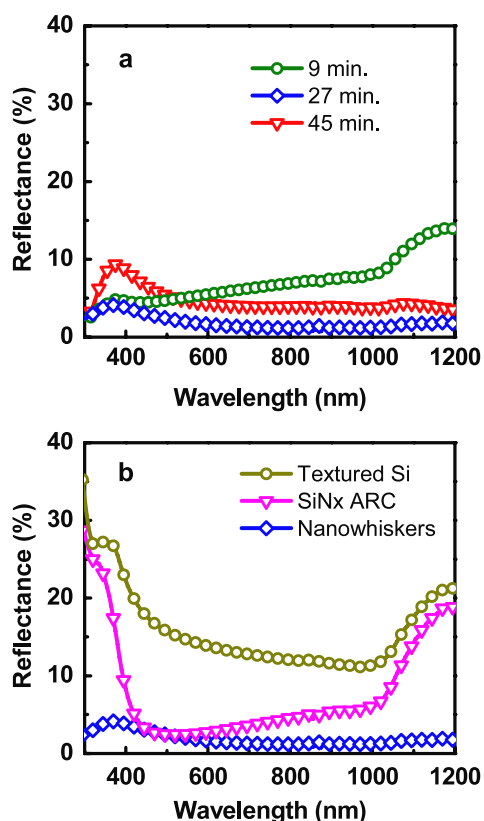 40
30
20
10
0
Reflectance (%)
a
9 min.
27 min.
45 min.
400 600 800 1000 1200
Wavelength (nm)
40
30
20
10
0
Reflectance (%)
b
Textured Si
SiNx ARC
Nanowhiskers
400 600 800 1000 1200
Wavelength (nm)